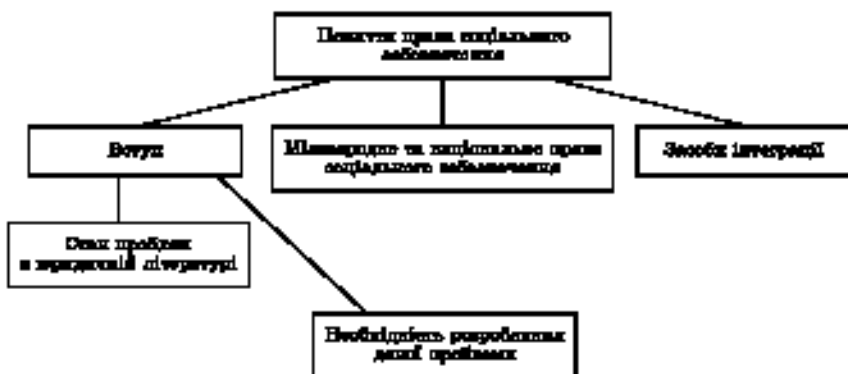 Поняття права соціального
забезпечення
Вступ
Міжнародне та національне право
соціального забезпечення
Засоби інтеграції
Стан проблем
в юридичній літературі
Необхідність розроблення
даної проблеми